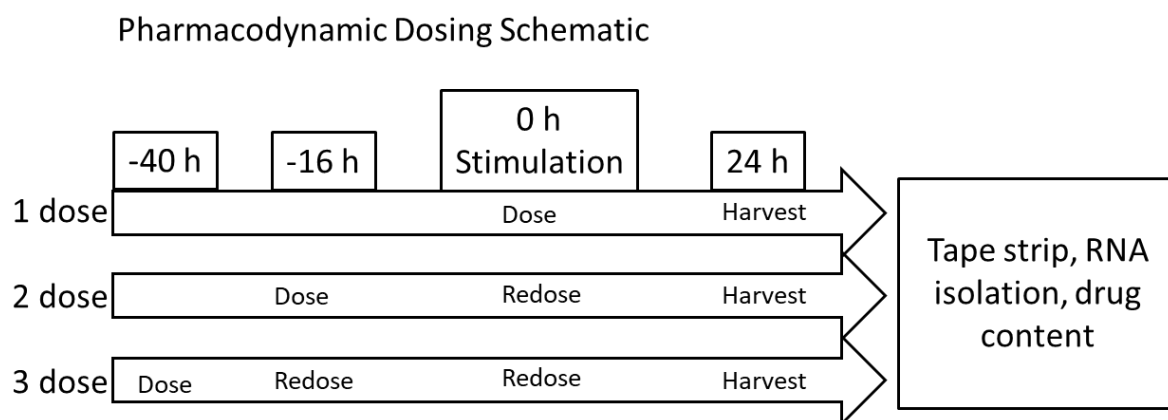 Pharmacodynamic Dosing Schematic
-40 h
-16 h
0 h
Stimulation
24 h
1 dose
Dose
Harvest
2 dose
Dose
Redose
Harvest
3 dose
Dose
Redose
Redose
Harvest
Tape strip, RNA
isolation, drug
content